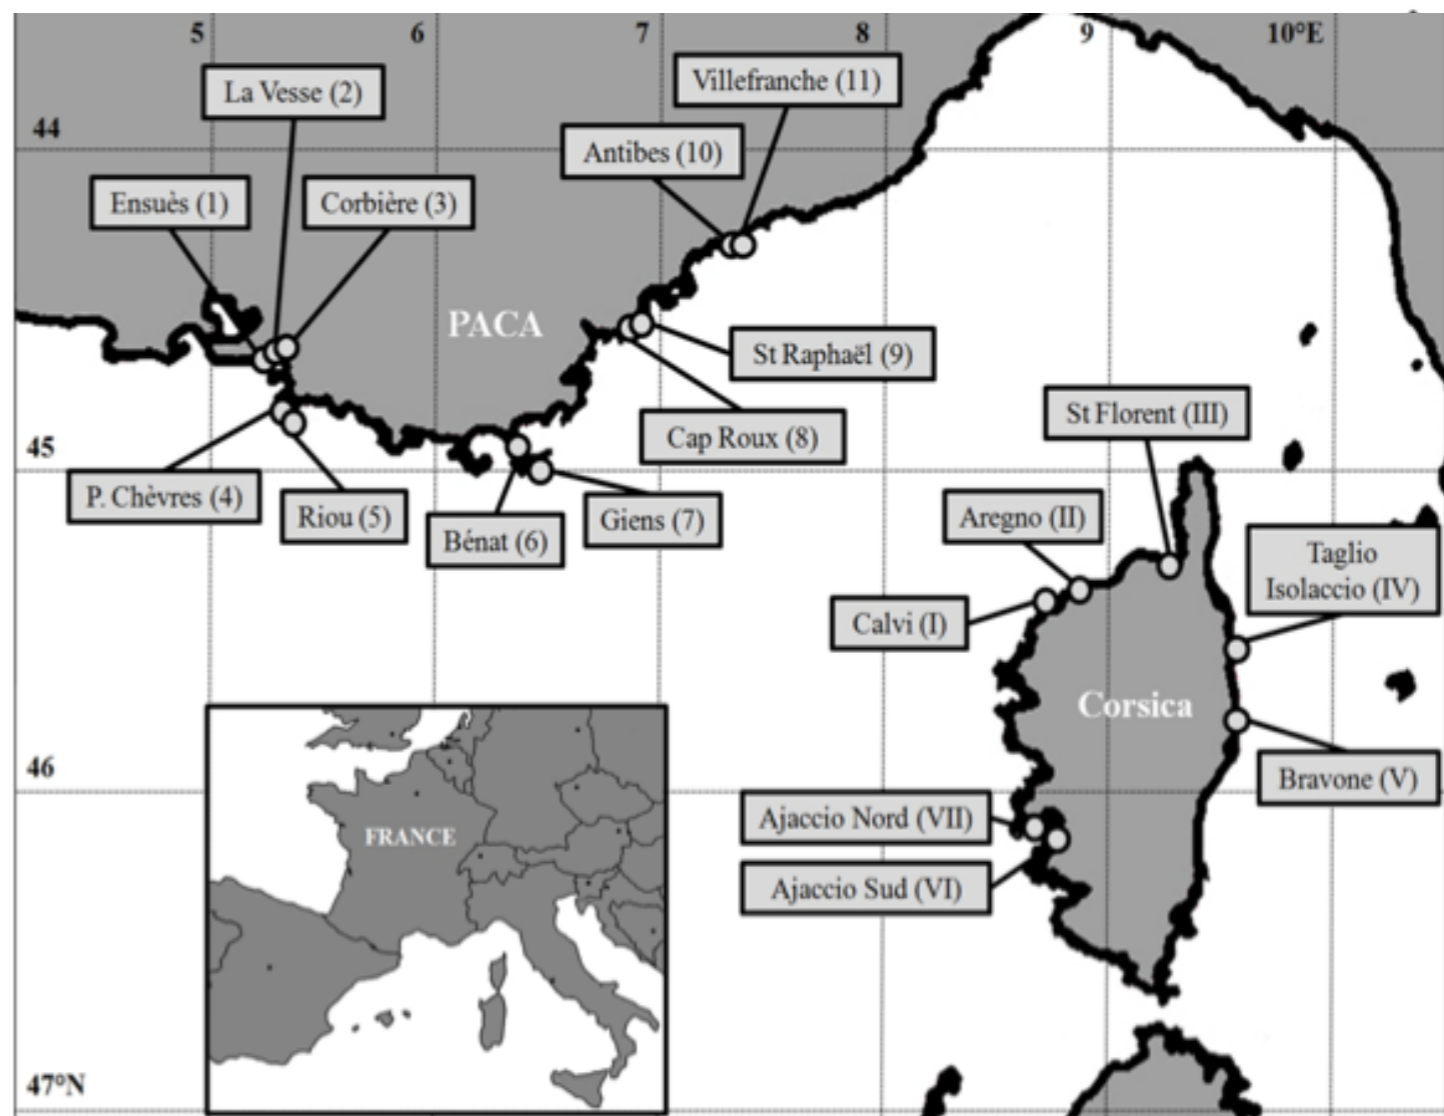 5
6
7
8
9
10°E
Villefranche (11)
La Vesse (2)
44
Antibes (10)
Ensuès (1)
Corbière (3)
PACA
St Raphaël (9)
St Florent (III)
Cap Roux (8)
45
P. Chèvres (4)
Riou (5)
Giens (7)
Bénat (6)
Aregno (II)
Taglio
Isolaccio (IV)
Calvi (I)
Corsica
46
Bravone (V)
Ajaccio Nord (VII)
FRANCE
Ajaccio Sud (VI)
47°N